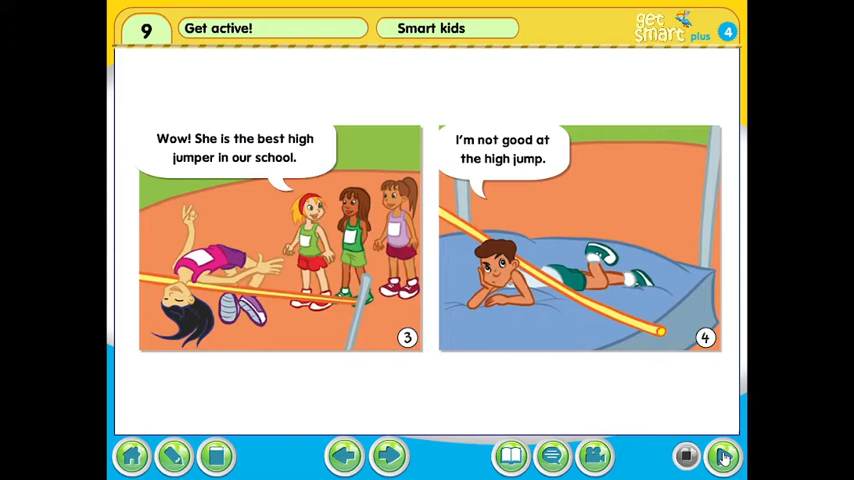 9
Get active!
Smart kids
get
smart
plus
4
Wow! She is the best high
jumper in our school.
3
I'm not good at
the high jump.
4